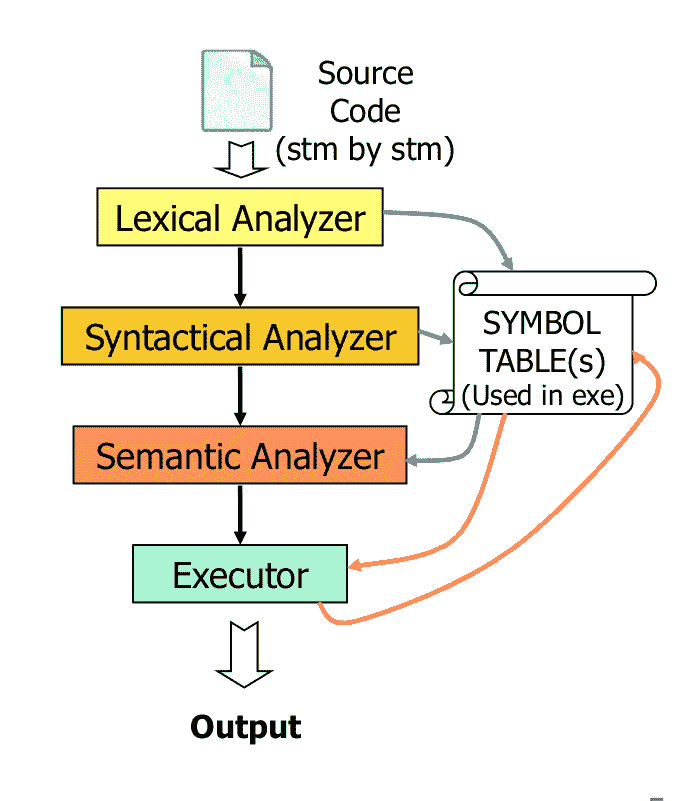 Source
Code
(stm by stm)
Lexical Analyzer
Syntactical Analyzer
SYMBOL
TABLE(s)
(Used in exe)
Semantic Analyzer
Executor
Output